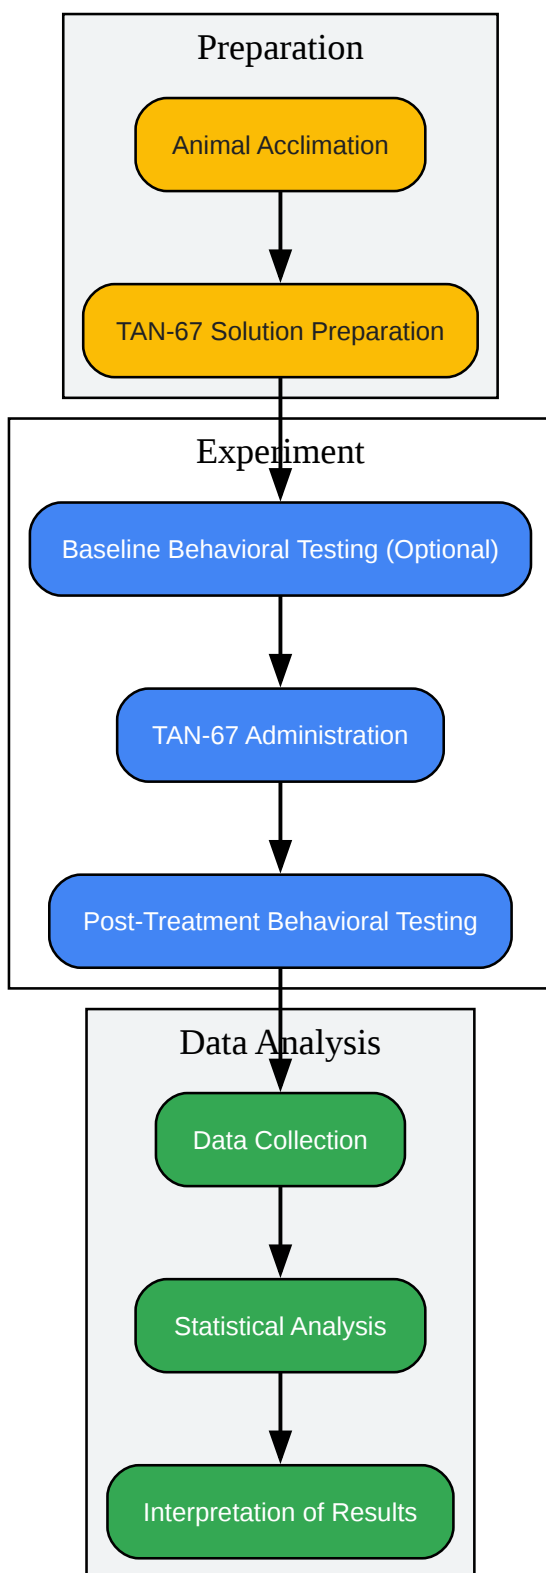 Preparation
Animal Acclimation
TAN-67 Solution Preparation
Experiment
Baseline Behavioral Testing (Optional)
TAN-67 Administration
Post-Treatment Behavioral Testing
Data Analysis
Data Collection
Statistical Analysis
Interpretation of Results